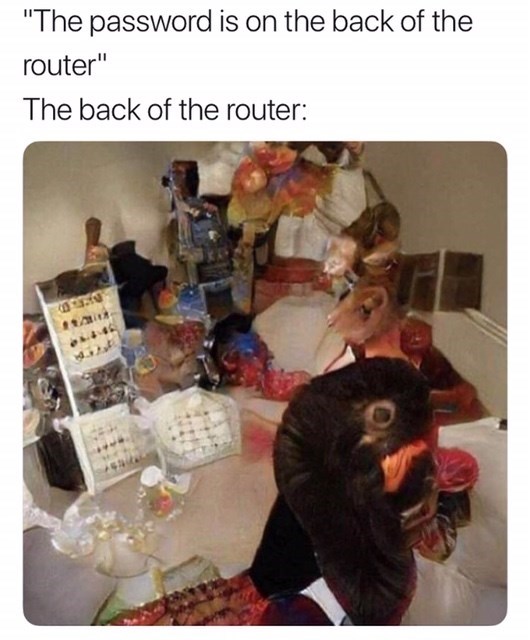 "The password is on the back of the
router"
The back of the router: